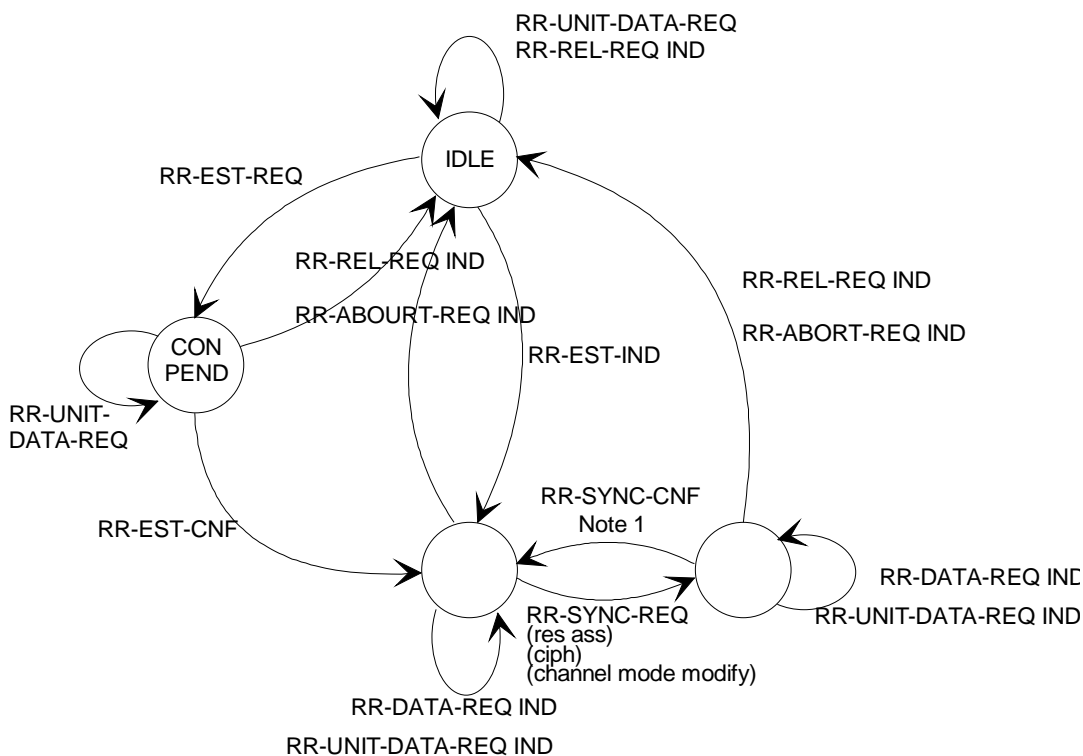 RR-UNIT-DATA-REQ
RR-REL-REQ IND
IDLE
RR-EST-REQ
RR-REL-REQ IND
RR-ABOURT-REQ IND
RR-REL-REQ IND
RR-ABORT-REQ IND
RR-EST-IND
CON
PEND
RR-UNIT-
DATA-REQ
RR-EST-CNF
RR-SYNC-CNF
Note 1
RR-SYNC-REQ
(res ass)
(ciph)
(channel mode modify)
RR-DATA-REQ IND
RR-UNIT-DATA-REQ IND
RR-DATA-REQ IND
RR-UNIT-DATA-REQ IND